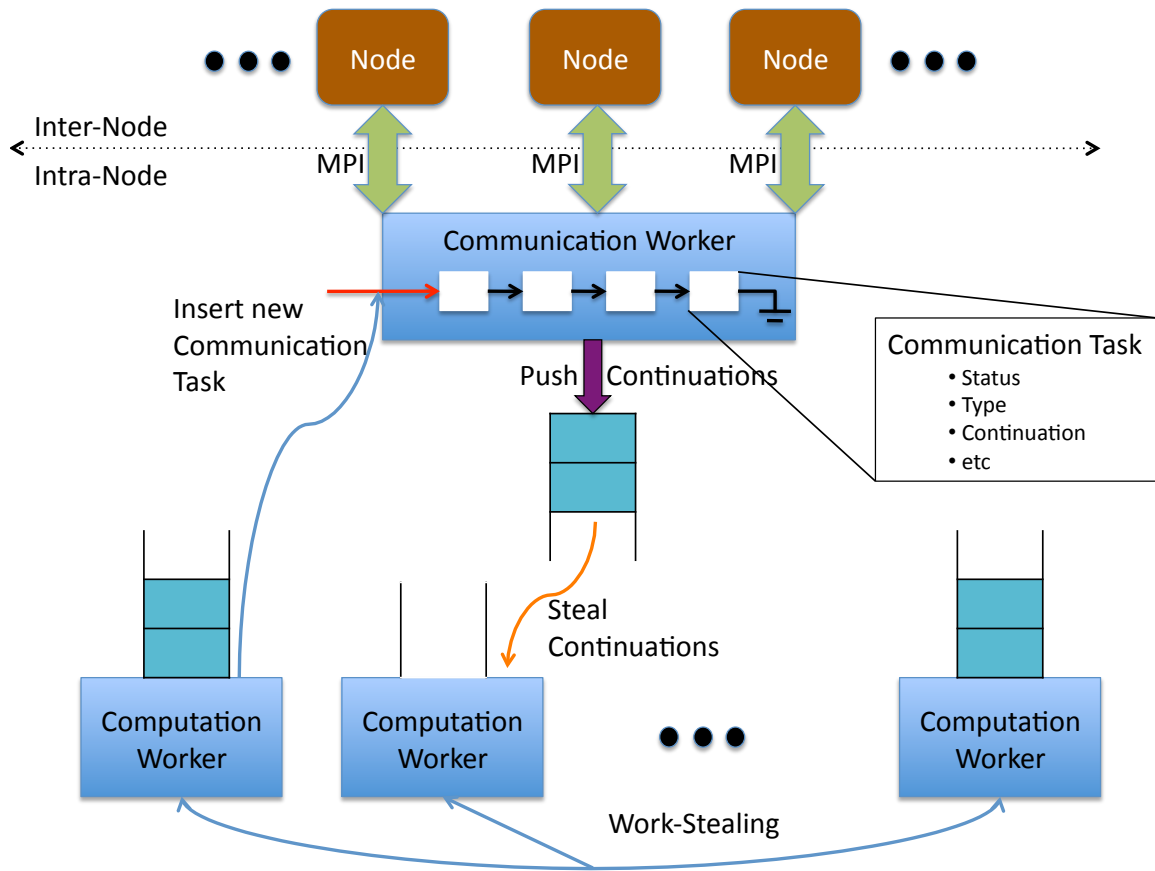 Node
Node
Node
Inter-Node
Intra-Node
MPI
MPI
MPI
Communication Worker
Insert new
Communication
Task
Communication Task
• Status
• Type
• Continuation
• etc
Push Continuations
Steal
Continuations
Computation
Worker
Computation
Worker
Computation
Worker
Work-Stealing